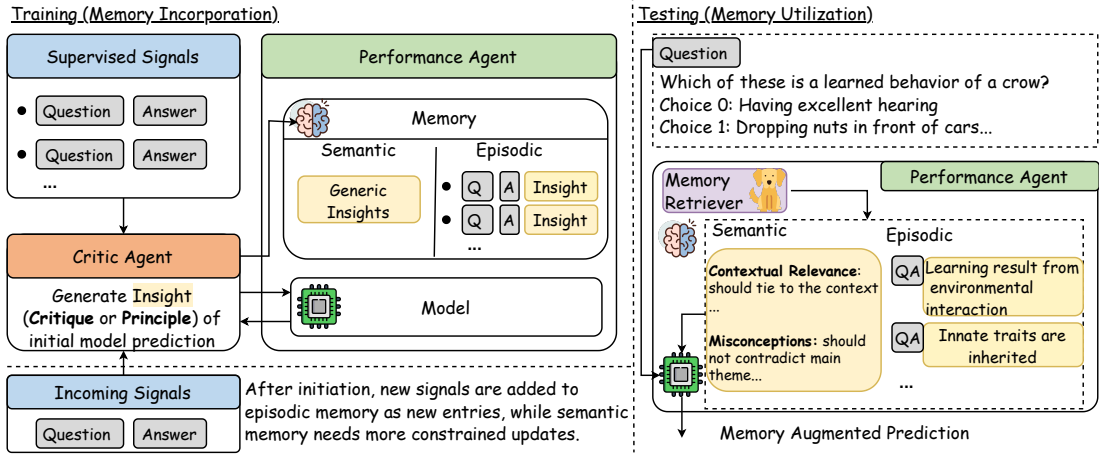 Training (Memory Incorporation)
Supervised Signals
Question Answer
Question Answer
...
Critic Agent
Generate Insight
(Critique or Principle) of
initial model prediction
Incoming Signals
Question Answer
Performance Agent
Memory
Semantic
Generic
Insights
Episodic
Q A Insight
Q A Insight
...
Model
After initiation, new signals are added to
episodic memory as new entries, while semantic
memory needs more constrained updates.
Testing (Memory Utilization)
Question
Which of these is a learned behavior of a crow?
Choice 0: Having excellent hearing
Choice 1: Dropping nuts in front of cars...
Performance Agent
Memory
Retriever
Semantic
Contextual Relevance:
should tie to the context
...
Misconceptions: should
not contradict main
theme...
Episodic
QA Learning result from
environmental
interaction
QA Innate traits are
inherited
...
Memory Augmented Prediction